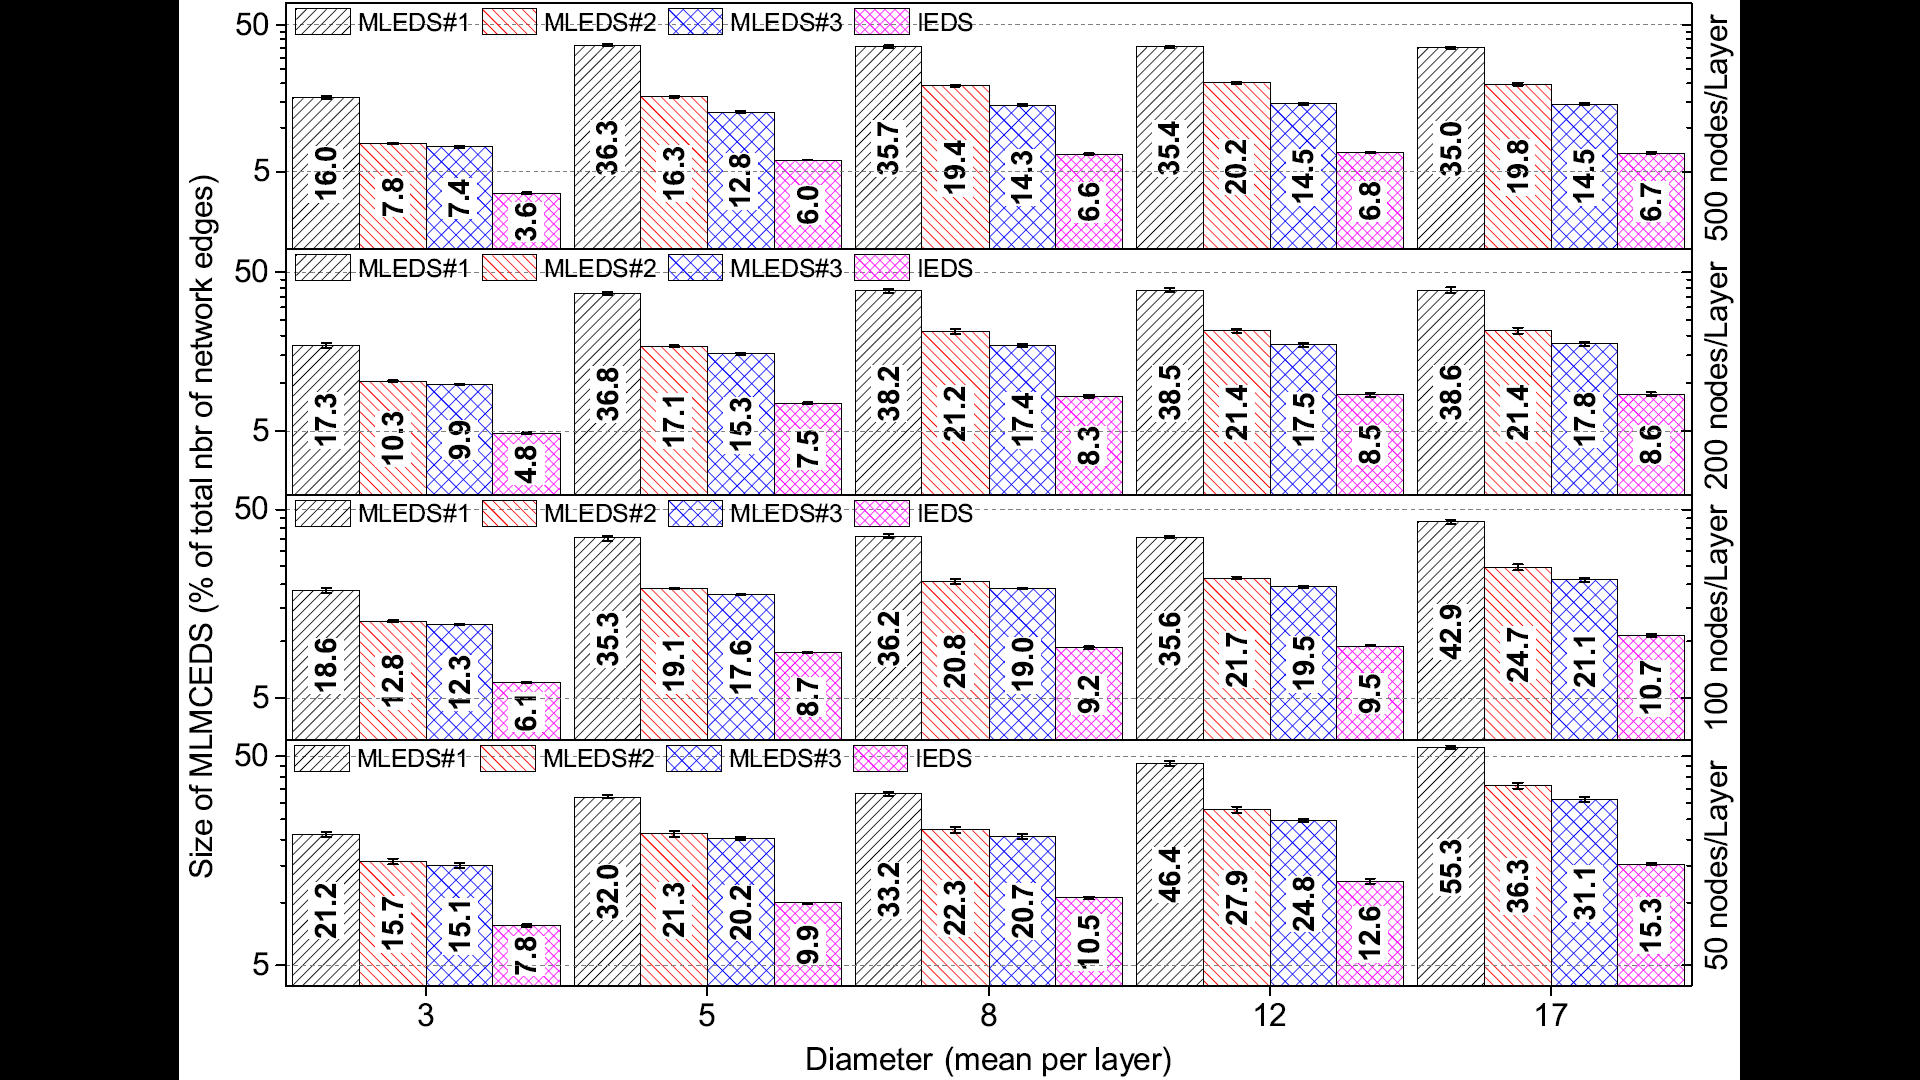 Size of MLMCEDS (% of total nbr of network edges)
50
MLEDS#1 MLEDS#2 MLEDS#3 IEDS
5
16.0 7.8 7.4 3.6 36.3 16.3 12.8 6.0 35.7 19.4 14.3 6.6 35.4 20.2 14.5 6.8 35.0 19.8 14.5 6.7
500 nodes/Layer
50
MLEDS#1 MLEDS#2 MLEDS#3 IEDS
5
17.3 10.3 9.9 4.8 36.8 17.1 15.3 7.5 38.2 21.2 17.4 8.3 38.5 21.4 17.5 8.5 38.6 21.4 17.8 8.6
200 nodes/Layer
50
MLEDS#1 MLEDS#2 MLEDS#3 IEDS
5
18.6 12.8 12.3 6.1 35.3 19.1 17.6 8.7 36.2 20.8 19.0 9.2 35.6 21.7 19.5 9.5 42.9 24.7 21.1 10.7
100 nodes/Layer
50
MLEDS#1 MLEDS#2 MLEDS#3 IEDS
5
21.2 15.7 15.1 7.8 32.0 21.3 20.2 9.9 33.2 22.3 20.7 10.5 46.4 27.9 24.8 12.6 55.3 36.3 31.1 15.3
50 nodes/Layer
3 5 8 12 17
Diameter (mean per layer)